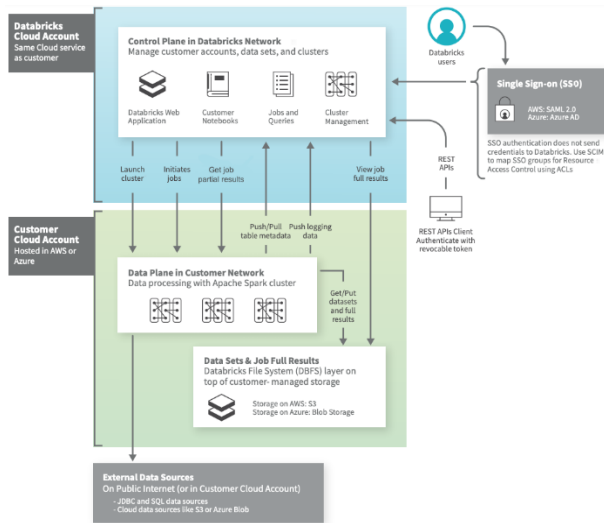 Databricks
Cloud Account
Same Cloud service
as customer
Control Plane in Databricks Network
Manage customer accounts, data sets, and clusters
Databricks Web
Application
Customer
Notebooks
Jobs and
Queries
Cluster
Management
Databricks
users
Single Sign-on (SSO)
AWS: SAML 2.0
Azure: Azure AD
SSO authentication does not send
credentials to Databricks. Use SCIM
to map SSO groups for Resource
Access Control using ACLs
Launch
cluster
Initiates
jobs
Get job
partial results
View job
full results
REST
APIs
REST APIs Client
Authenticate with
revocable token
Customer
Cloud Account
Hosted in AWS or
Azure
Push/Pull
table metadata
Push logging
data
Data Plane in Customer Network
Data processing with Apache Spark cluster
Get/Put
datasets
and full
results
Data Sets & Job Full Results
Databricks File System (DBFS) layer on
top of customer- managed storage
Storage on AWS: S3
Storage on Azure: Blob Storage
External Data Sources
On Public Internet (or in Customer Cloud Account)
- JDBC and SQL data sources
- Cloud data sources like S3 or Azure Blob